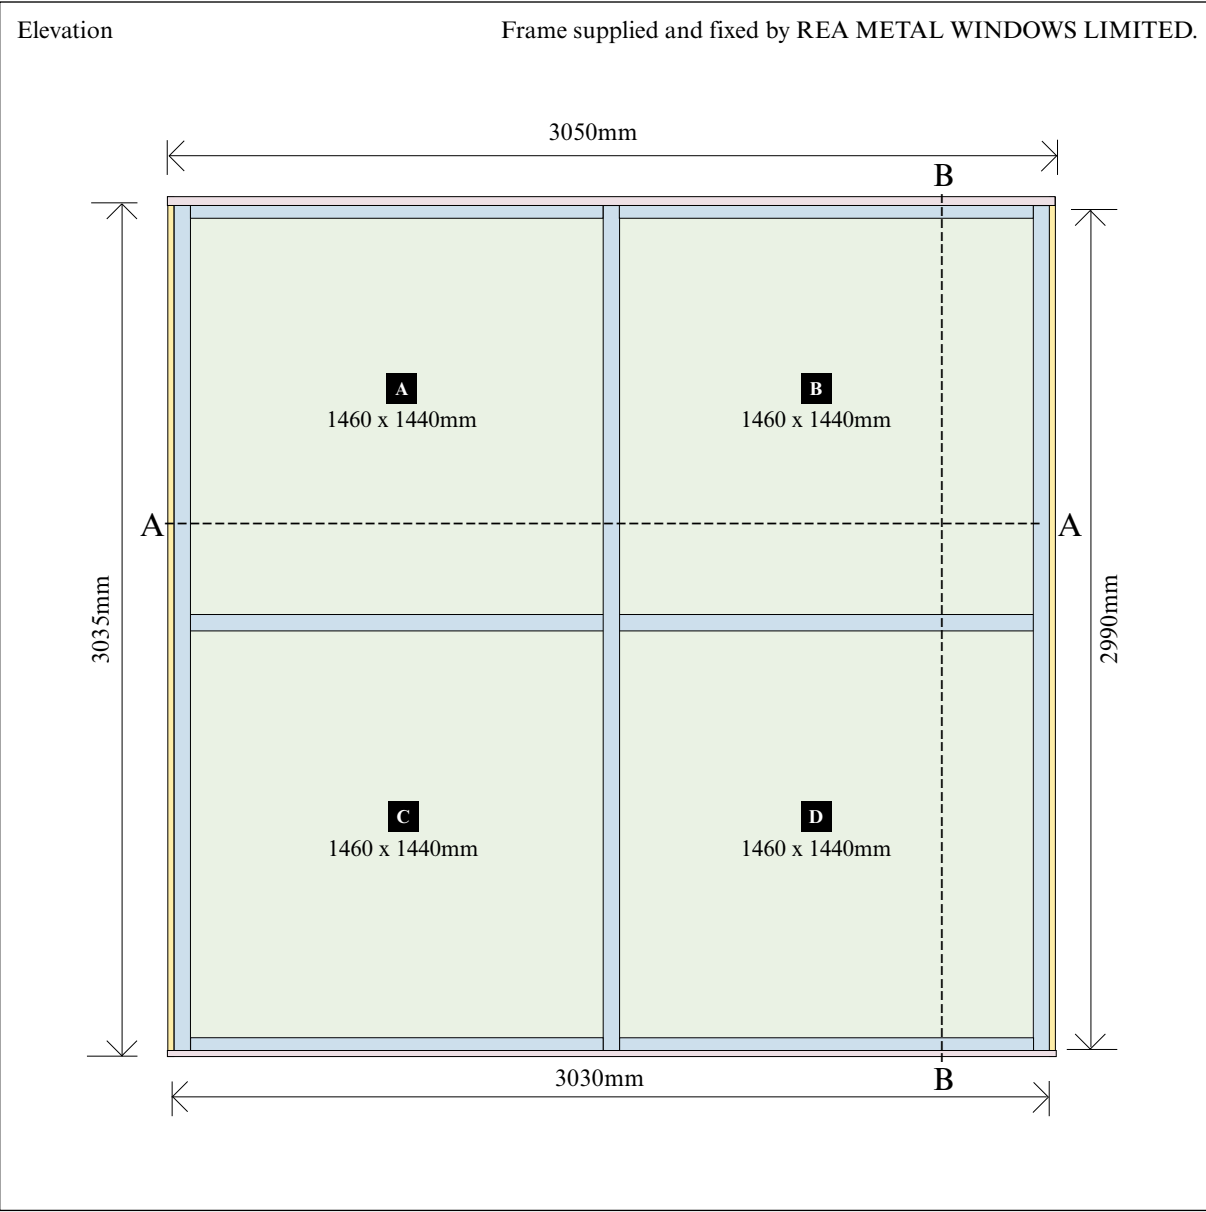 Elevation
Frame supplied and fixed by REA METAL WINDOWS LIMITED.
3050mm
B
A
1460 x 1440mm
B
1460 x 1440mm
A
A
3035mm
2990mm
C
1460 x 1440mm
D
1460 x 1440mm
3030mm
B